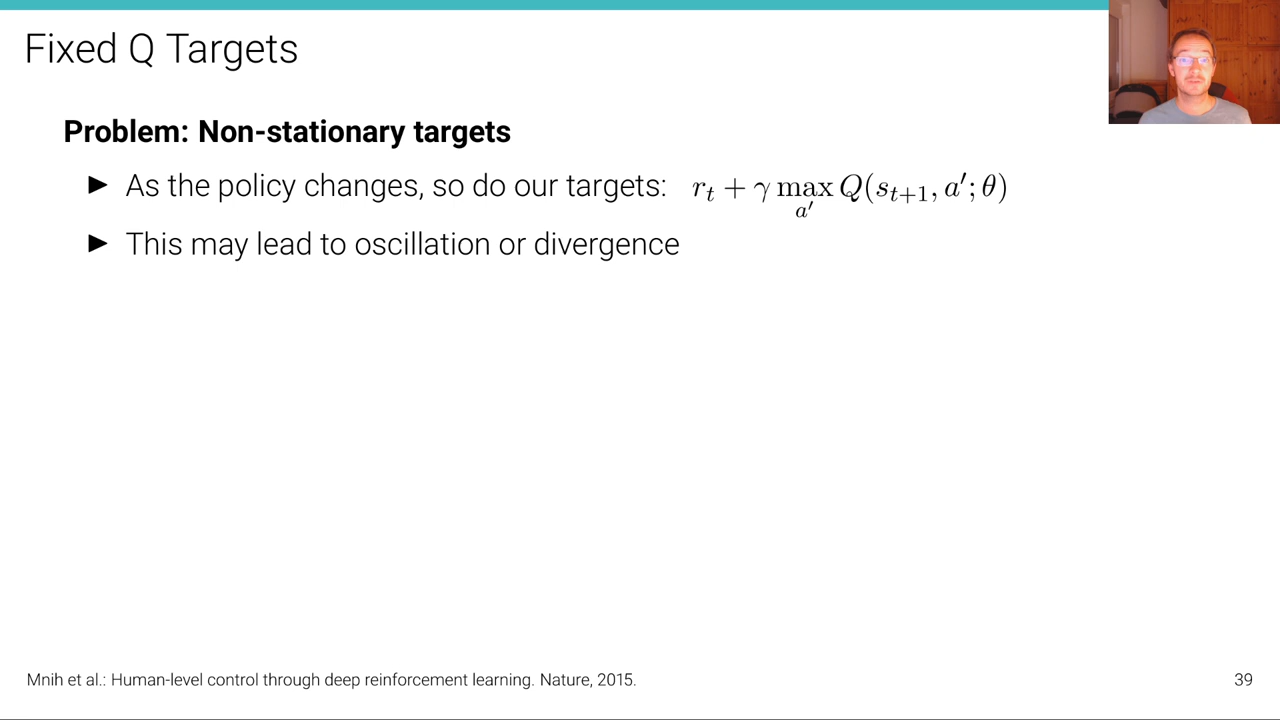 Fixed Q Targets
Problem: Non-stationary targets
► As the policy changes, so do our targets: r_t + γ max_{a′} Q(s_{t+1}, a′; θ)
► This may lead to oscillation or divergence
Mnih et al.: Human-level control through deep reinforcement learning. Nature, 2015.
39